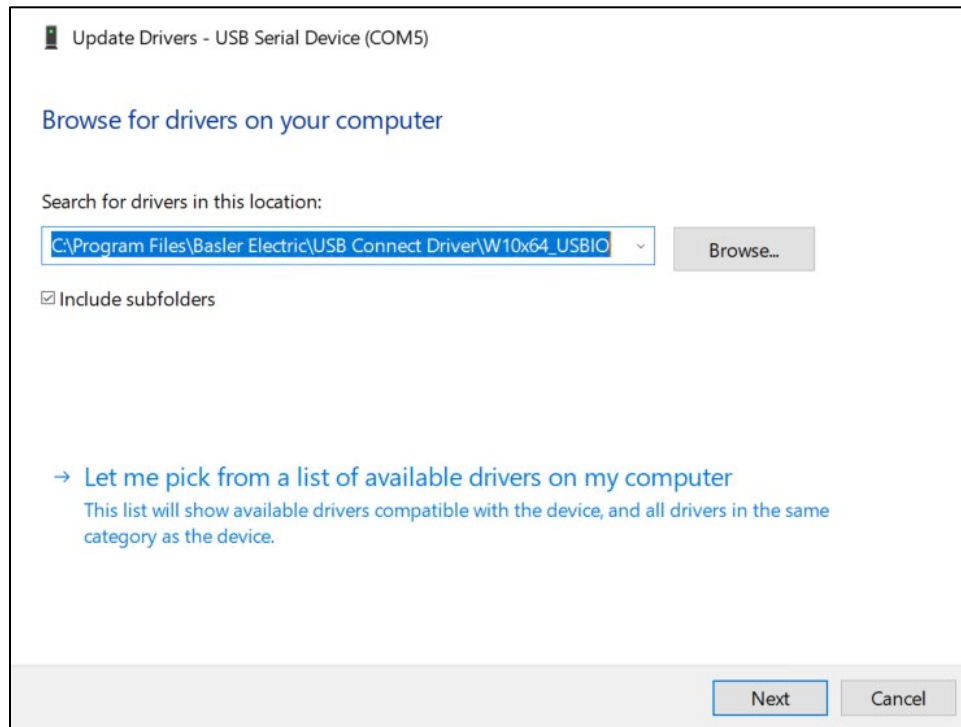 Update Drivers - USB Serial Device (COM5)
Browse for drivers on your computer
Search for drivers in this location:
C:\Program Files\Basler Electric\USB Connect Driver\W10x64_USBIO
Browse...
Include subfolders
Let me pick from a list of available drivers on my computer
This list will show available drivers compatible with the device, and all drivers in the same
category as the device.
Next
Cancel